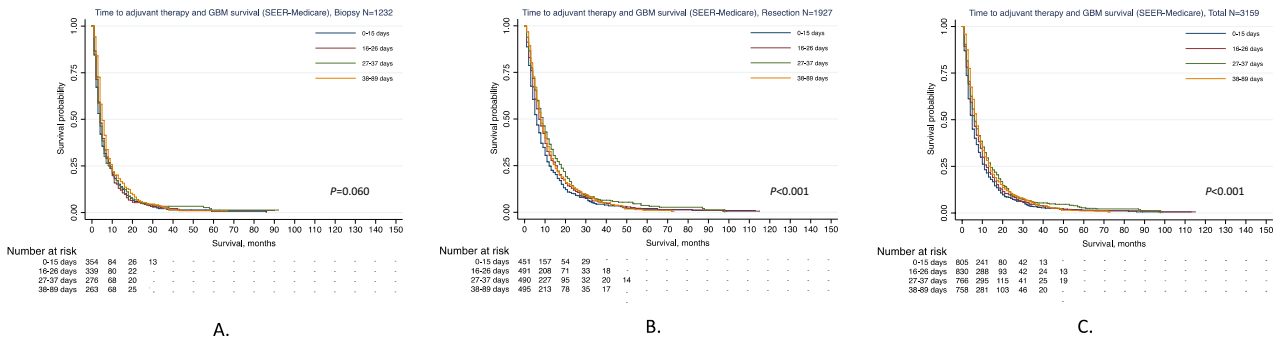 Time to adjuvant therapy and GBM survival (SEER-Medicare), Biopsy N=1232
1.00
0.75
0.50
0.25
0.00
Survival probability
0-15 days
16-26 days
27-37 days
38-89 days
P=0.060
0 10 20 30 40 50 60 70 80 90 100 110 120 130 140 150
Survival, months
Number at risk
0-15 days 354 84 26 13 - - - - - - - - - - - -
16-26 days 339 80 22 - - - - - - - - - - - - -
27-37 days 276 68 20 - - - - - - - - - - - - -
38-89 days 263 68 25 - - - - - - - - - - - - -
A.
Time to adjuvant therapy and GBM survival (SEER-Medicare), Resection N=1927
1.00
0.75
0.50
0.25
0.00
Survival probability
0-15 days
16-26 days
27-37 days
38-89 days
P<0.001
0 10 20 30 40 50 60 70 80 90 100 110 120 130 140 150
Survival, months
Number at risk
0-15 days 451 157 54 29 - - - - - - - - - - - -
16-26 days 491 208 71 33 18 - - - - - - - - - - -
27-37 days 490 227 95 32 20 14 - - - - - - - - - -
38-89 days 495 213 78 35 17 - - - - - - - - - - -
-
B.
Time to adjuvant therapy and GBM survival (SEER-Medicare), Total N=3159
1.00
0.75
0.50
0.25
0.00
Survival probability
0-15 days
16-26 days
27-37 days
38-89 days
P<0.001
0 10 20 30 40 50 60 70 80 90 100 110 120 130 140 150
Survival, months
Number at risk
0-15 days 805 241 80 42 13 - - - - - - - - - - -
16-26 days 830 288 93 42 24 13 - - - - - - - - - -
27-37 days 766 295 115 41 25 19 - - - - - - - - - -
38-89 days 758 281 103 46 20 - - - - - - - - - - -
-
C.